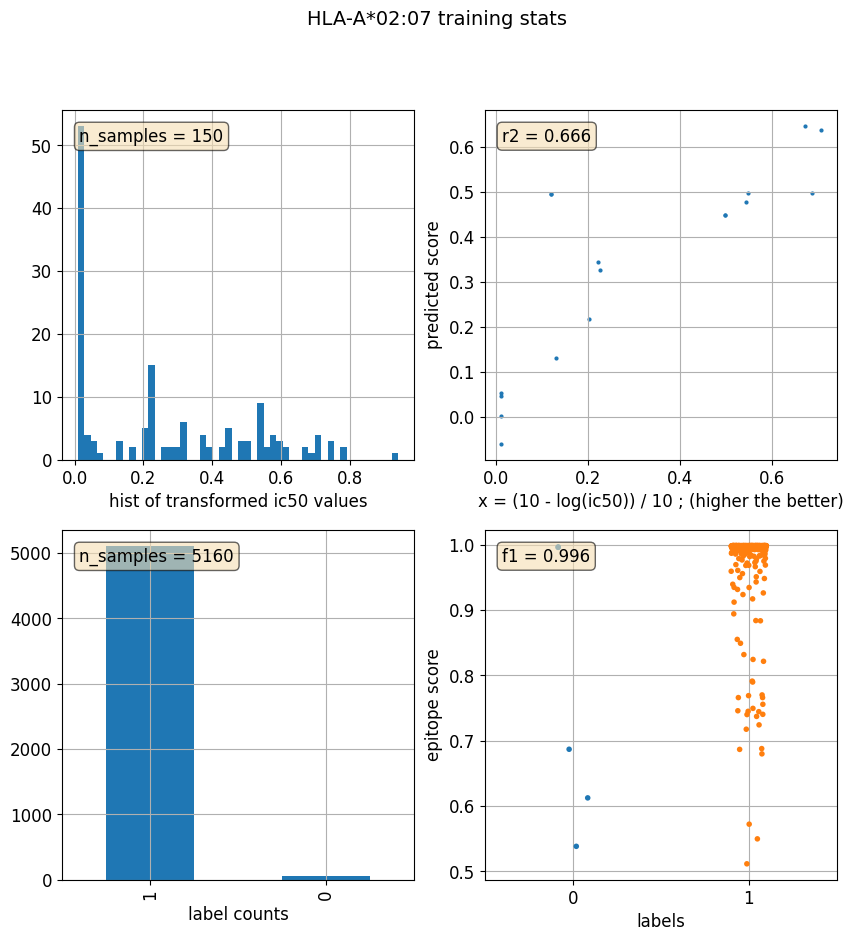 HLA-A*02:07 training stats
n_samples = 150
50
40
30
20
10
0
0.0 0.2 0.4 0.6 0.8
hist of transformed ic50 values
r2 = 0.666
predicted score
0.6
0.5
0.4
0.3
0.2
0.1
0.0
0.0 0.2 0.4 0.6
x = (10 - log(ic50)) / 10 ; (higher the better)
n_samples = 5160
5000
4000
3000
2000
1000
0
1 0
label counts
f1 = 0.996
epitope score
1.0
0.9
0.8
0.7
0.6
0.5
0 1
labels